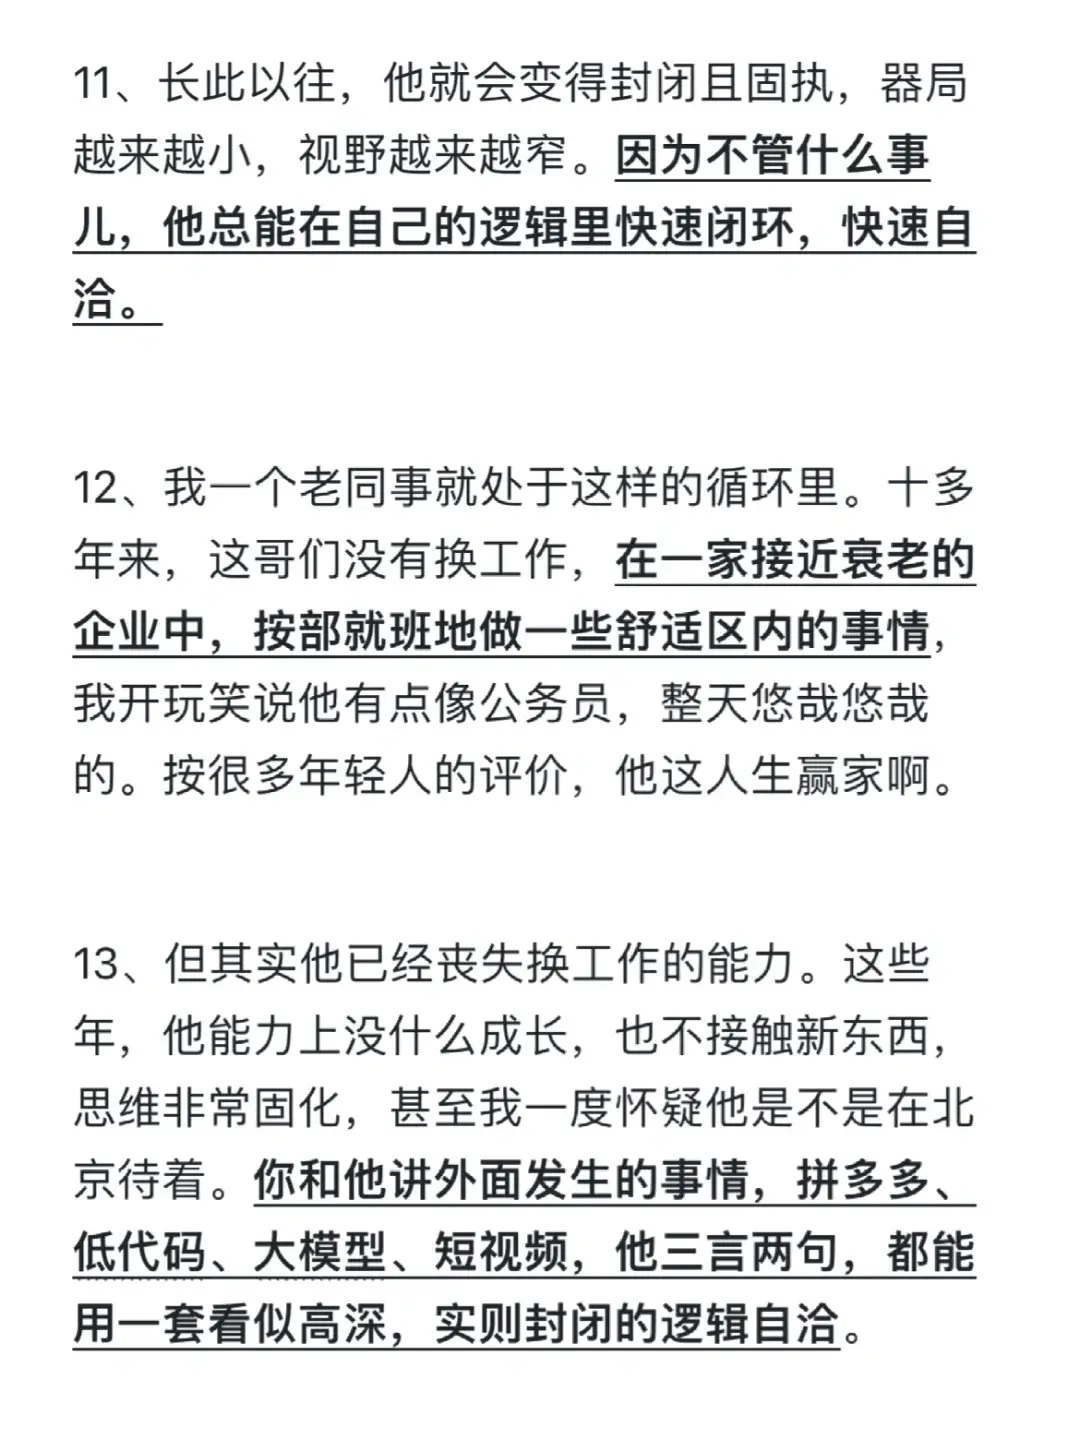 11、长此以往，他就会变得封闭且固执，器局
越来越小，视野越来越窄。因为不管什么事
儿，他总能在自己的逻辑里快速闭环，快速自
洽。
12、我一个老同事就处于这样的循环里。十多
年来，这哥们没有换工作，在一家接近衰老的
企业中，按部就班地做一些舒适区内的事情，
我开玩笑说他有点像公务员，整天悠哉悠哉
的。按很多年轻人的评价，他这人生赢家啊。
13、但其实他已经丧失换工作的能力。这些
年，他能力上没什么成长，也不接触新东西，
思维非常固化，甚至我一度怀疑他是不是在北
京待着。你和他讲外面发生的事情，拼多多、
低代码、大模型、短视频，他三言两句，都能
用一套看似高深，实则封闭的逻辑自洽。